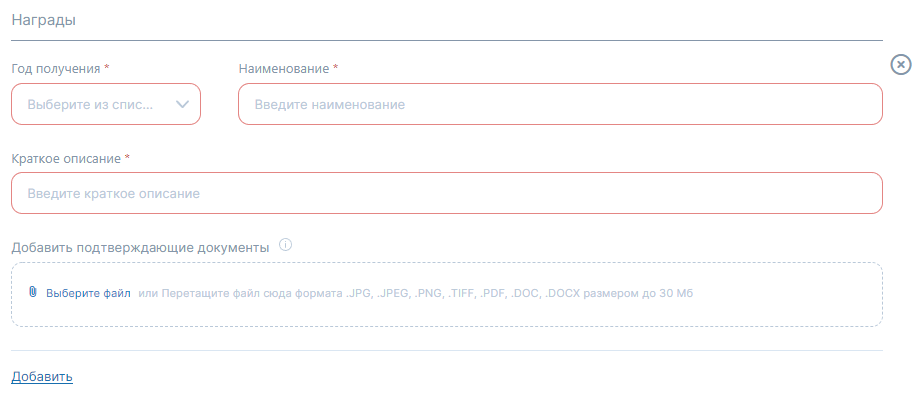 Награды
Год получения * Наименование *
Выберите из спис... Введите наименование
Краткое описание *
Введите краткое описание
Добавить подтверждающие документы
Выберите файл или Перетащите файл сюда формата .JPG, .JPEG, .PNG, .TIFF, .PDF, .DOC, .DOCX размером до 30 Мб
Добавить